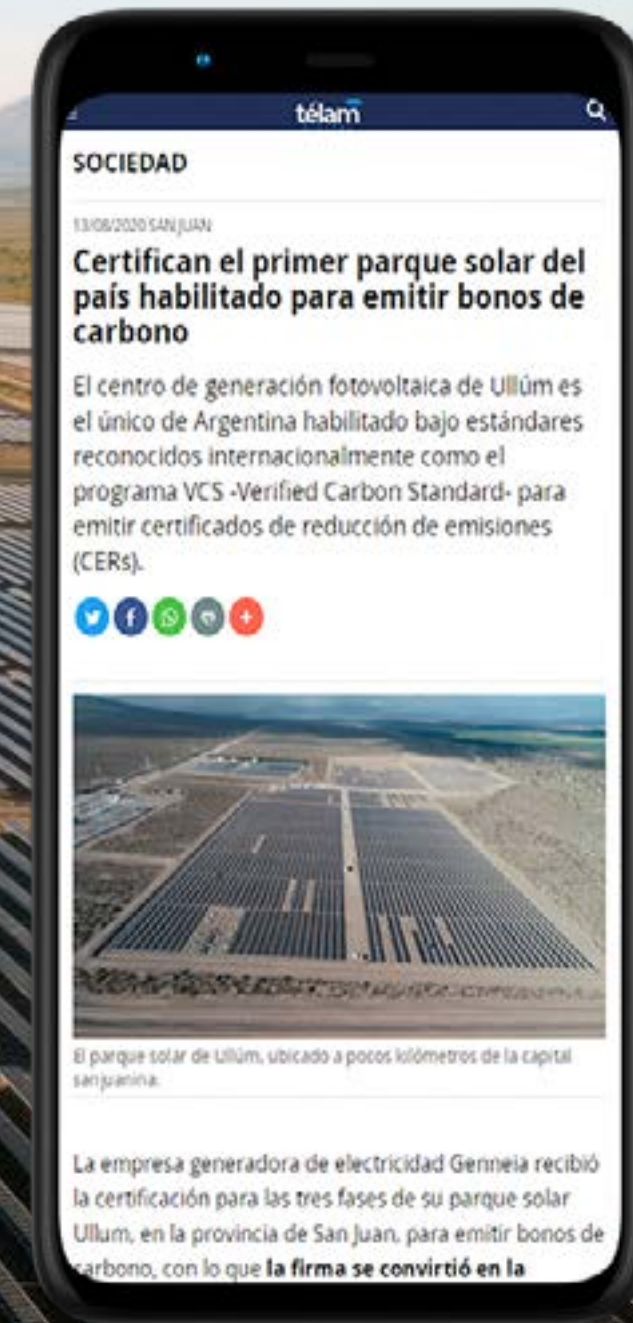 télam
SOCIEDAD
13/08/2020 SAN JUAN
Certifican el primer parque solar del
país habilitado para emitir bonos de
carbono
El centro de generación fotovoltaica de Ullúm es
el único de Argentina habilitado bajo estándares
reconocidos internacionalmente como el
programa VCS -Verified Carbon Standard- para
emitir certificados de reducción de emisiones
(CERs).
El parque solar de Ullúm, ubicado a pocos kilómetros de la capital
sanjuanina.
La empresa generadora de electricidad Genneia recibió
la certificación para las tres fases de su parque solar
Ullum, en la provincia de San Juan, para emitir bonos de
carbono, con lo que la firma se convirtió en la